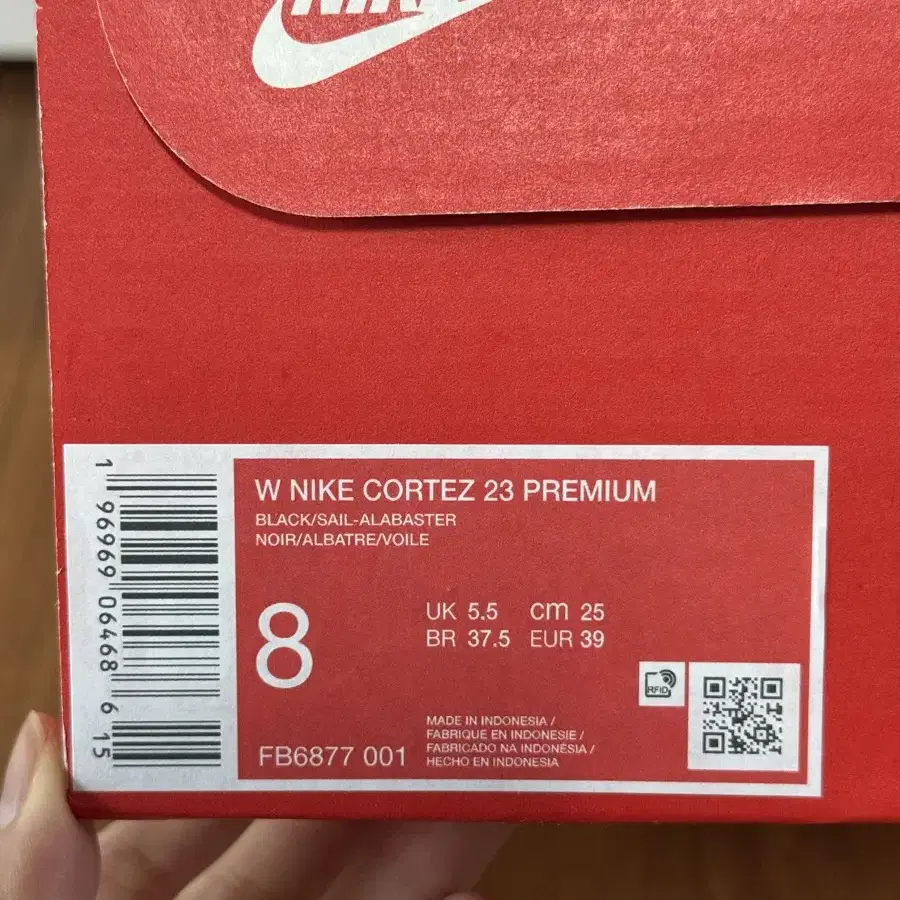 NIKE
W NIKE CORTEZ 23 PREMIUM
BLACK/SAIL-ALABASTER
NOIR/ALBATRE/VOILE
8
UK 5.5 cm 25
BR 37.5 EUR 39
RFID
MADE IN INDONESIA /
FABRIQUE EN INDONESIE /
FABRICADO NA INDONÉSIA /
HECHO EN INDONESIA
FB6877 001
1 96969 06468 6 15